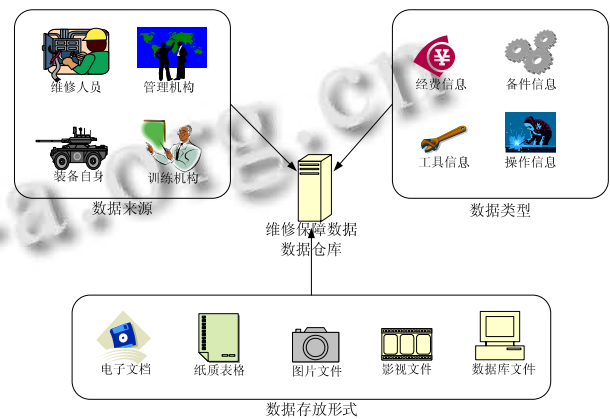 维修人员
管理机构
装备自身
训练机构
数据来源
¥
经费信息
备件信息
工具信息
操作信息
数据类型
维修保障数据
数据仓库
电子文档
纸质表格
图片文件
影视文件
数据库文件
数据存放形式
a.org.cn